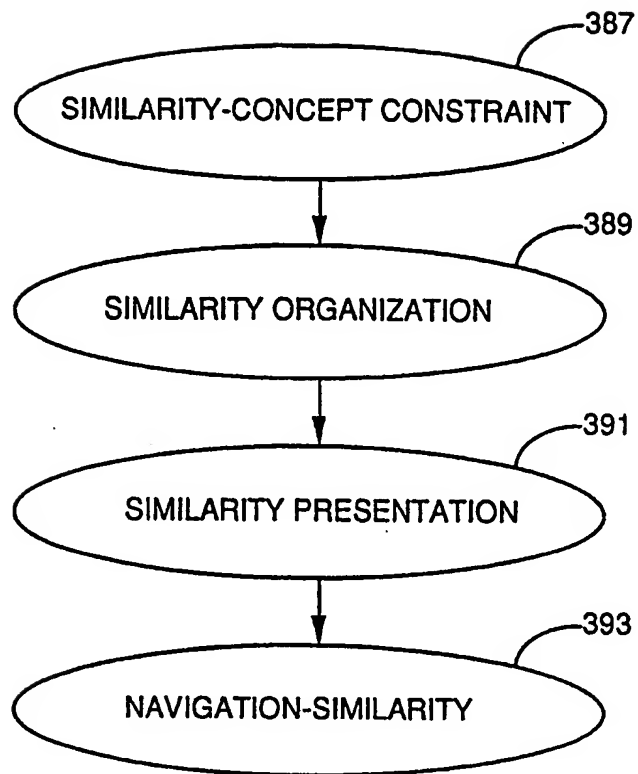 387
SIMILARITY-CONCEPT CONSTRAINT
389
SIMILARITY ORGANIZATION
391
SIMILARITY PRESENTATION
393
NAVIGATION-SIMILARITY